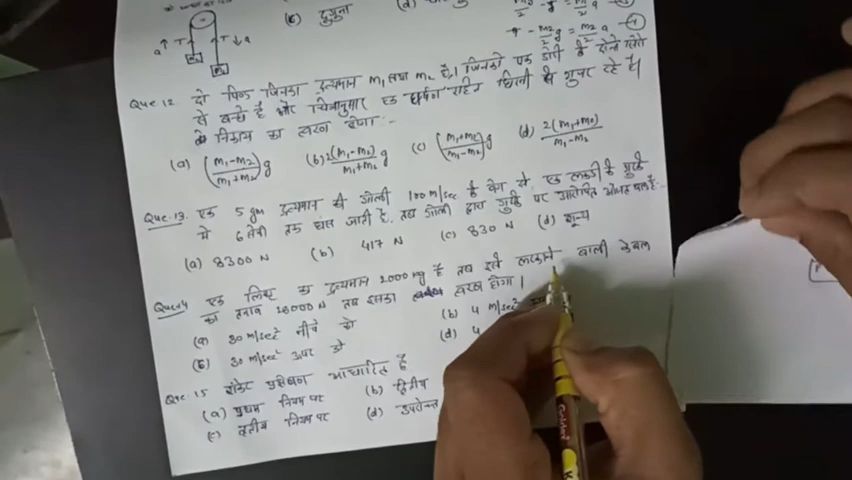 (c) दुगुना
a↑ T T ↓a
m₁ m₂
Que.12 दो पिण्ड जिनका द्रव्यमान m₁ तथा m₂ है। जिनको एक डोरी के दोनो
से बन्धे है और चित्रानुसार एक घर्षण रहित घिरनी से गुजर रहे है।
निकाय का त्वरण होगा :-
(a) (m₁-m₂/m₁+m₂)g (b) 2(m₁-m₂)/m₁+m₂ g (c) (m₁+m₂/m₁-m₂)g (d) 2(m₁+m₂)/m₁-m₂
Que.13. एक 5 gm द्रव्यमान की गोली 100 m/sec के वेग से एक लकडी के गुटके
मे 6 सेमी तक धंस जाती है. तब गोली द्वारा गुटके पर आरोपित औसत बल है:-
(a) 8300 N (b) 417 N (c) 830 N (d) शून्य
Que.14 एक लिफ्ट का द्रव्यमान 2000 kg है तब इसे लटकाने वाली केबल
का तनाव 28000 N तब इसका त्वरण होगा।
(a) 30 m/sec² नीचे को (b) 4 m/sec²
(c) 30 m/sec² ऊपर को (d) 4
Que.15 रॉकेट प्रक्षेपण आधारित है
(a) प्रथम नियम पर (b) द्वितीय
(c) तृतीय नियम पर (d) उपरोक्त